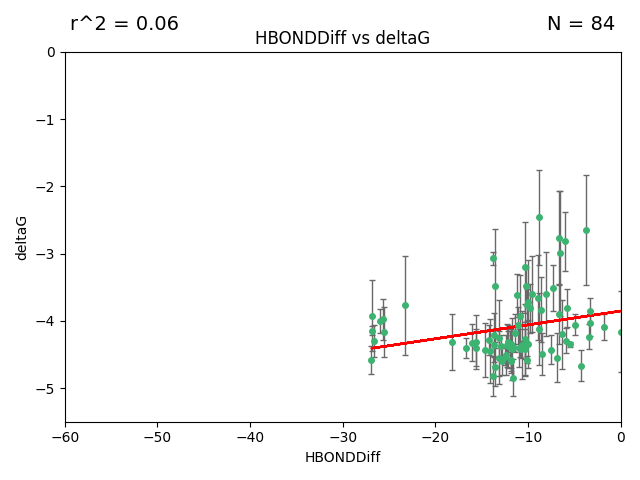 r^2 = 0.06
N = 84
HBONDDiff vs deltaG
deltaG
0
−1
−2
−3
−4
−5
−60
−50
−40
−30
−20
−10
0
HBONDDiff